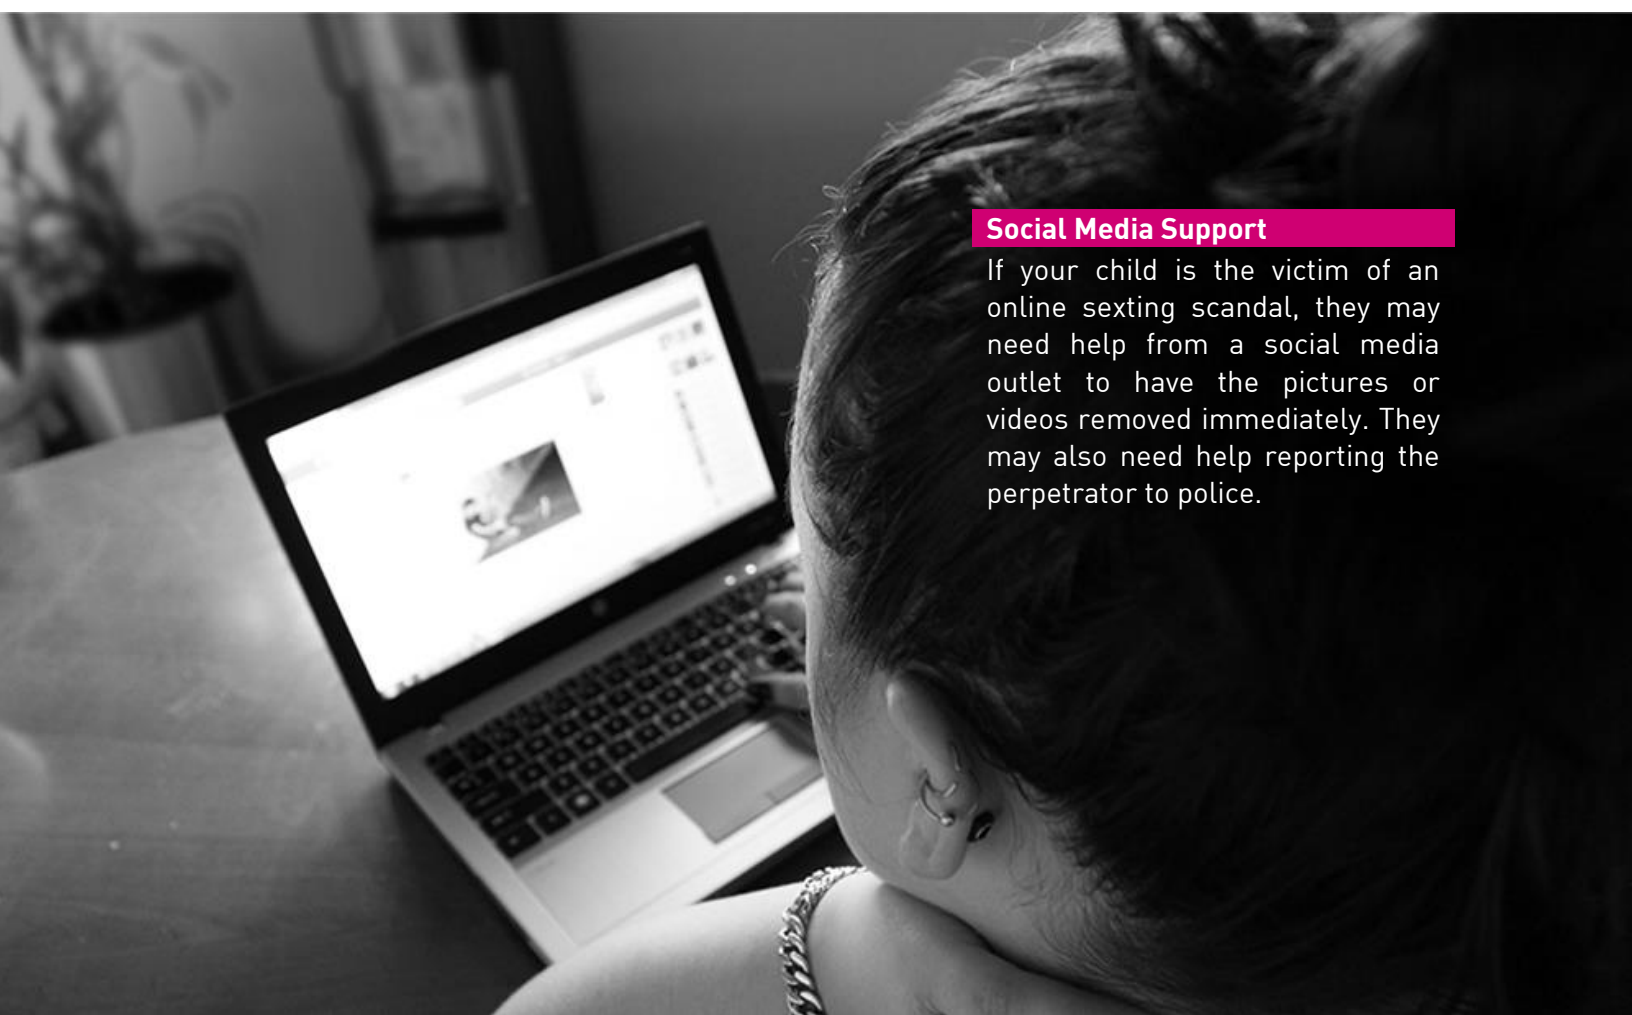 Social Media Support
If your child is the victim of an
online sexting scandal, they may
need help from a social media
outlet to have the pictures or
videos removed immediately. They
may also need help reporting the
perpetrator to police.